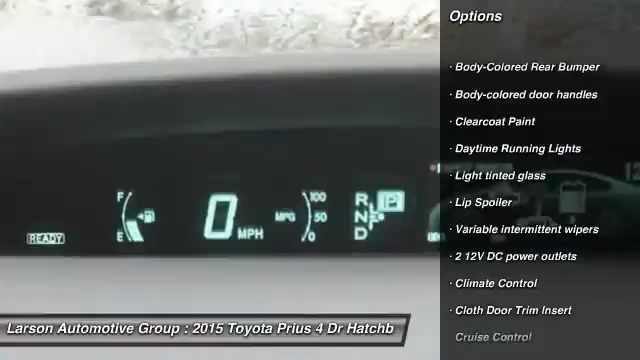 Options
· Body-Colored Rear Bumper
· Body-colored door handles
· Clearcoat Paint
· Daytime Running Lights
· Light tinted glass
· Lip Spoiler
· Variable intermittent wipers
· 2 12V DC power outlets
· Climate Control
· Cloth Door Trim Insert
Cruise Control
F
E
READY
0 MPH
MPG
100
50
0
R
N
D
P
Larson Automotive Group : 2015 Toyota Prius 4 Dr Hatchb